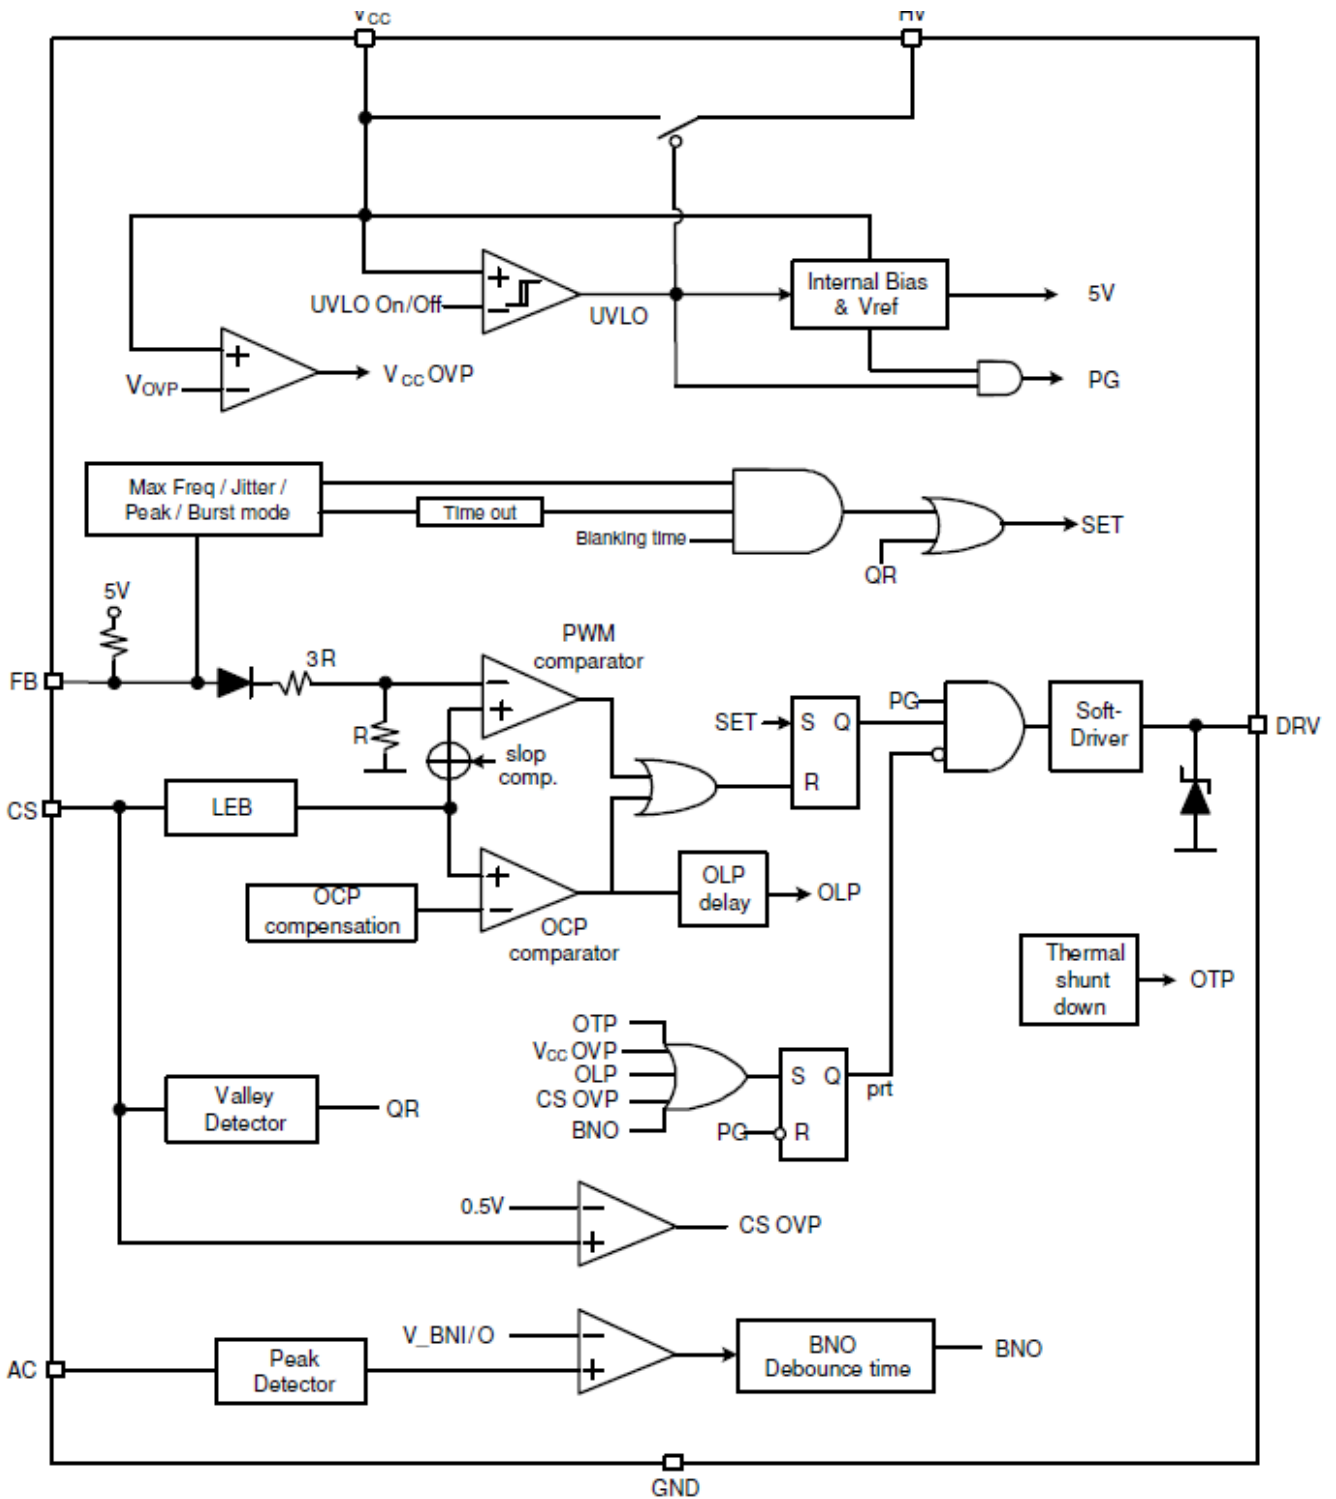 VCC
HV
UVLO On/Off
UVLO
Internal Bias
& Vref
5V
VOVP
VCC OVP
PG
Max Freq / Jitter /
Peak / Burst mode
Time out
Blanking time
QR
SET
5V
FB
3R
R
PWM
comparator
slop
comp.
SET
S Q
R
PG
Soft-
Driver
DRV
CS
LEB
OCP
compensation
OCP
comparator
OLP
delay
OLP
Thermal
shunt
down
OTP
OTP
VCC OVP
OLP
CS OVP
BNO
PG
S Q
R
prt
Valley
Detector
QR
0.5V
CS OVP
AC
Peak
Detector
V_BNI/O
BNO
Debounce time
BNO
GND